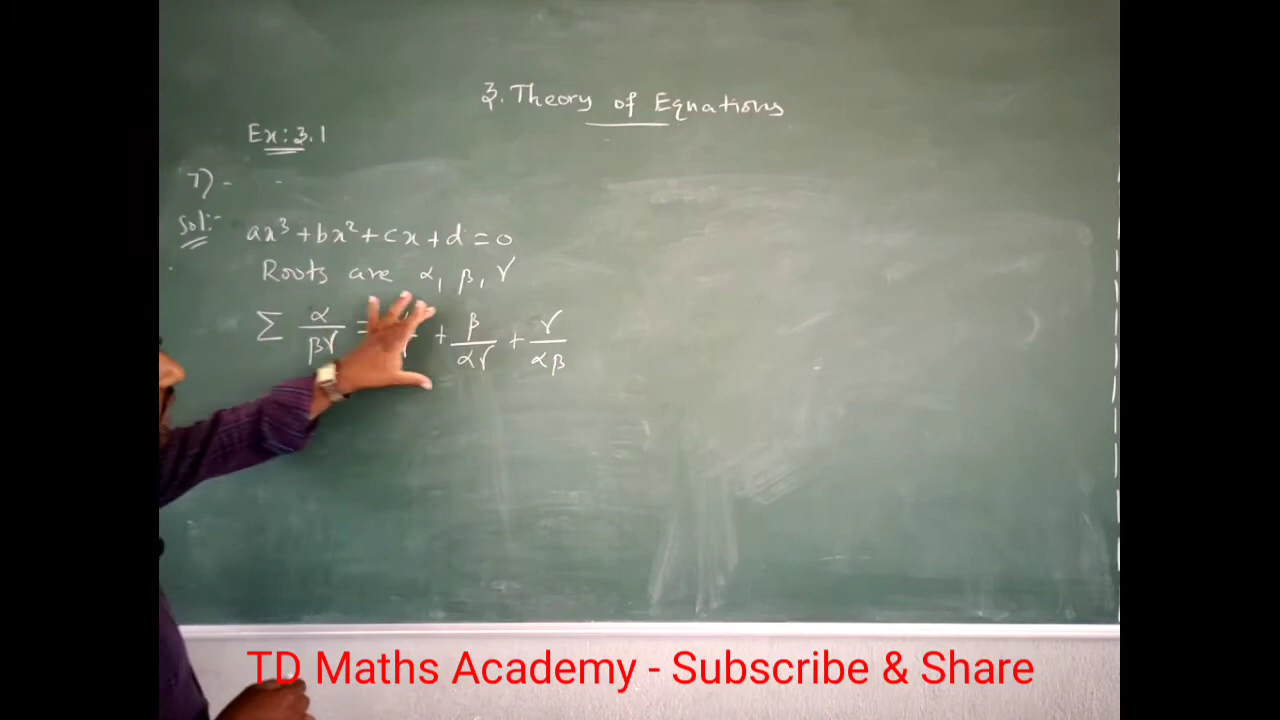 3. Theory of Equations
Ex: 3.1
7) - -
Sol:-
ax³ + bx² + cx + d = 0
Roots are α, β, γ
Σ α/βγ = + β/αγ + γ/αβ
TD Maths Academy - Subscribe & Share